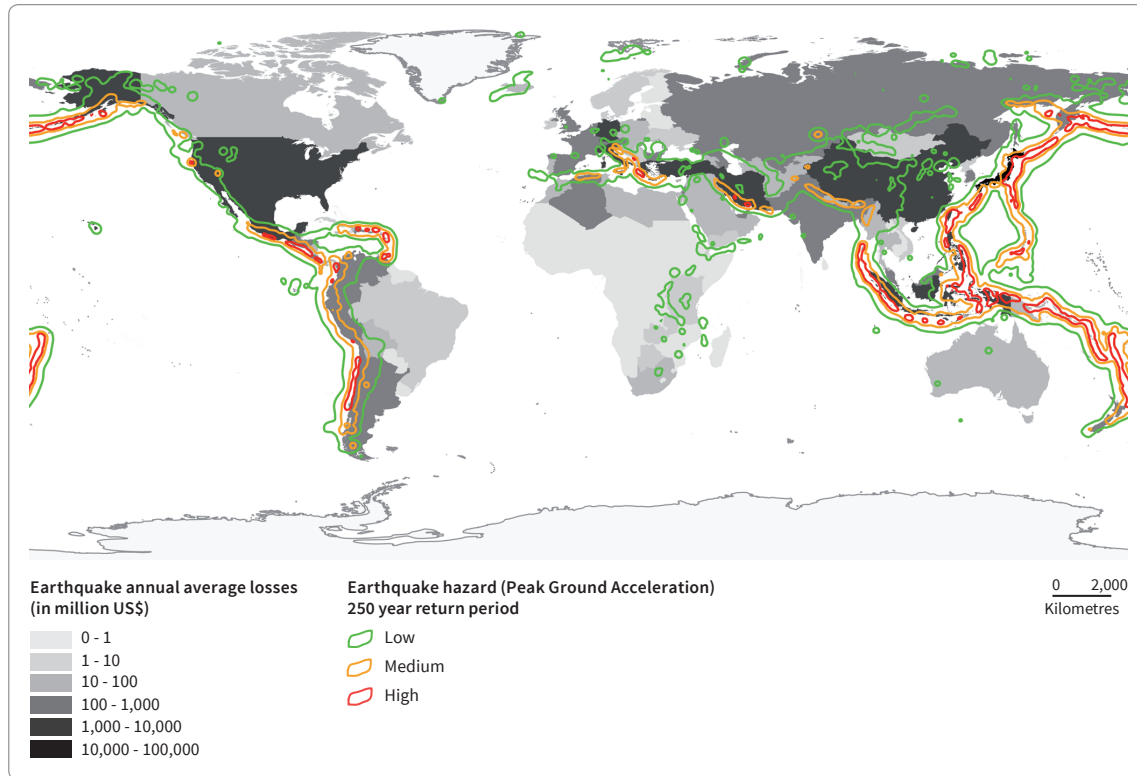 Earthquake annual average losses
(in million US$)
0 - 1
1 - 10
10 - 100
100 - 1,000
1,000 - 10,000
10,000 - 100,000
Earthquake hazard (Peak Ground Acceleration)
250 year return period
Low
Medium
High
0 2,000
Kilometres